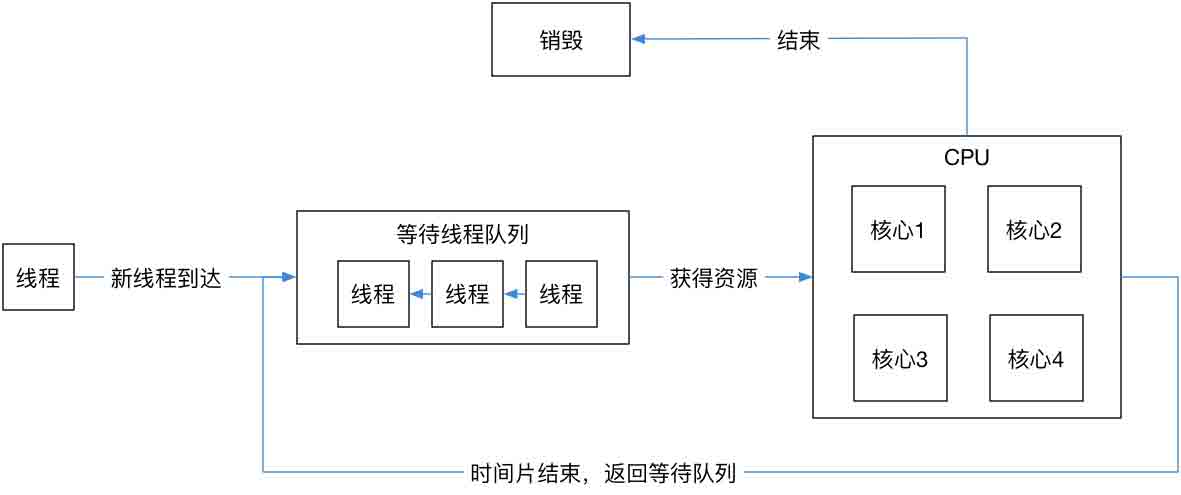 销毁
结束
CPU
核心1
核心2
等待线程队列
线程
新线程到达
线程
线程
线程
获得资源
核心3
核心4
时间片结束，返回等待队列